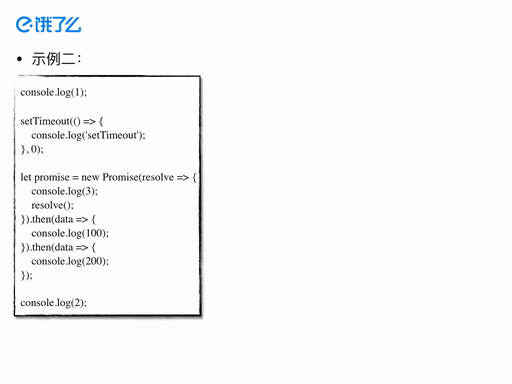 饿了么
• 示例二：
console.log(1);
setTimeout(() => {
console.log('setTimeout');
}, 0);
let promise = new Promise(resolve => {
console.log(3);
resolve();
}).then(data => {
console.log(100);
}).then(data => {
console.log(200);
});
console.log(2);